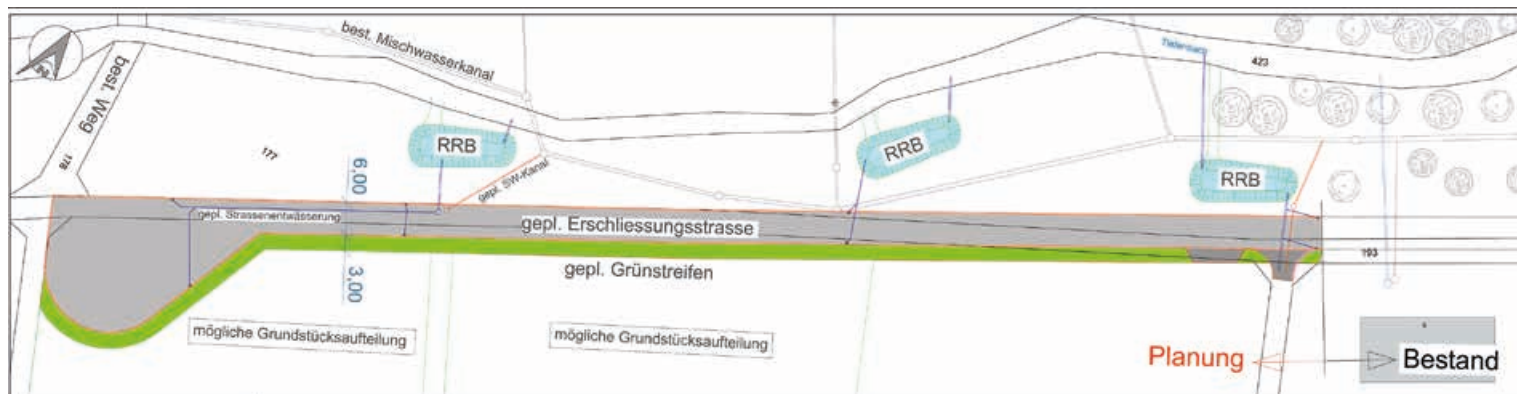 best. Mischwasserkanal
best. Weg
Tiefenbach
423
RRB
RRB
RRB
177
178
6,00
gepl. SW-Kanal
gepl. Strassenentwässerung
gepl. Erschliessungsstrasse
193
3,00
gepl. Grünstreifen
mögliche Grundstücksaufteilung
mögliche Grundstücksaufteilung
Planung
Bestand